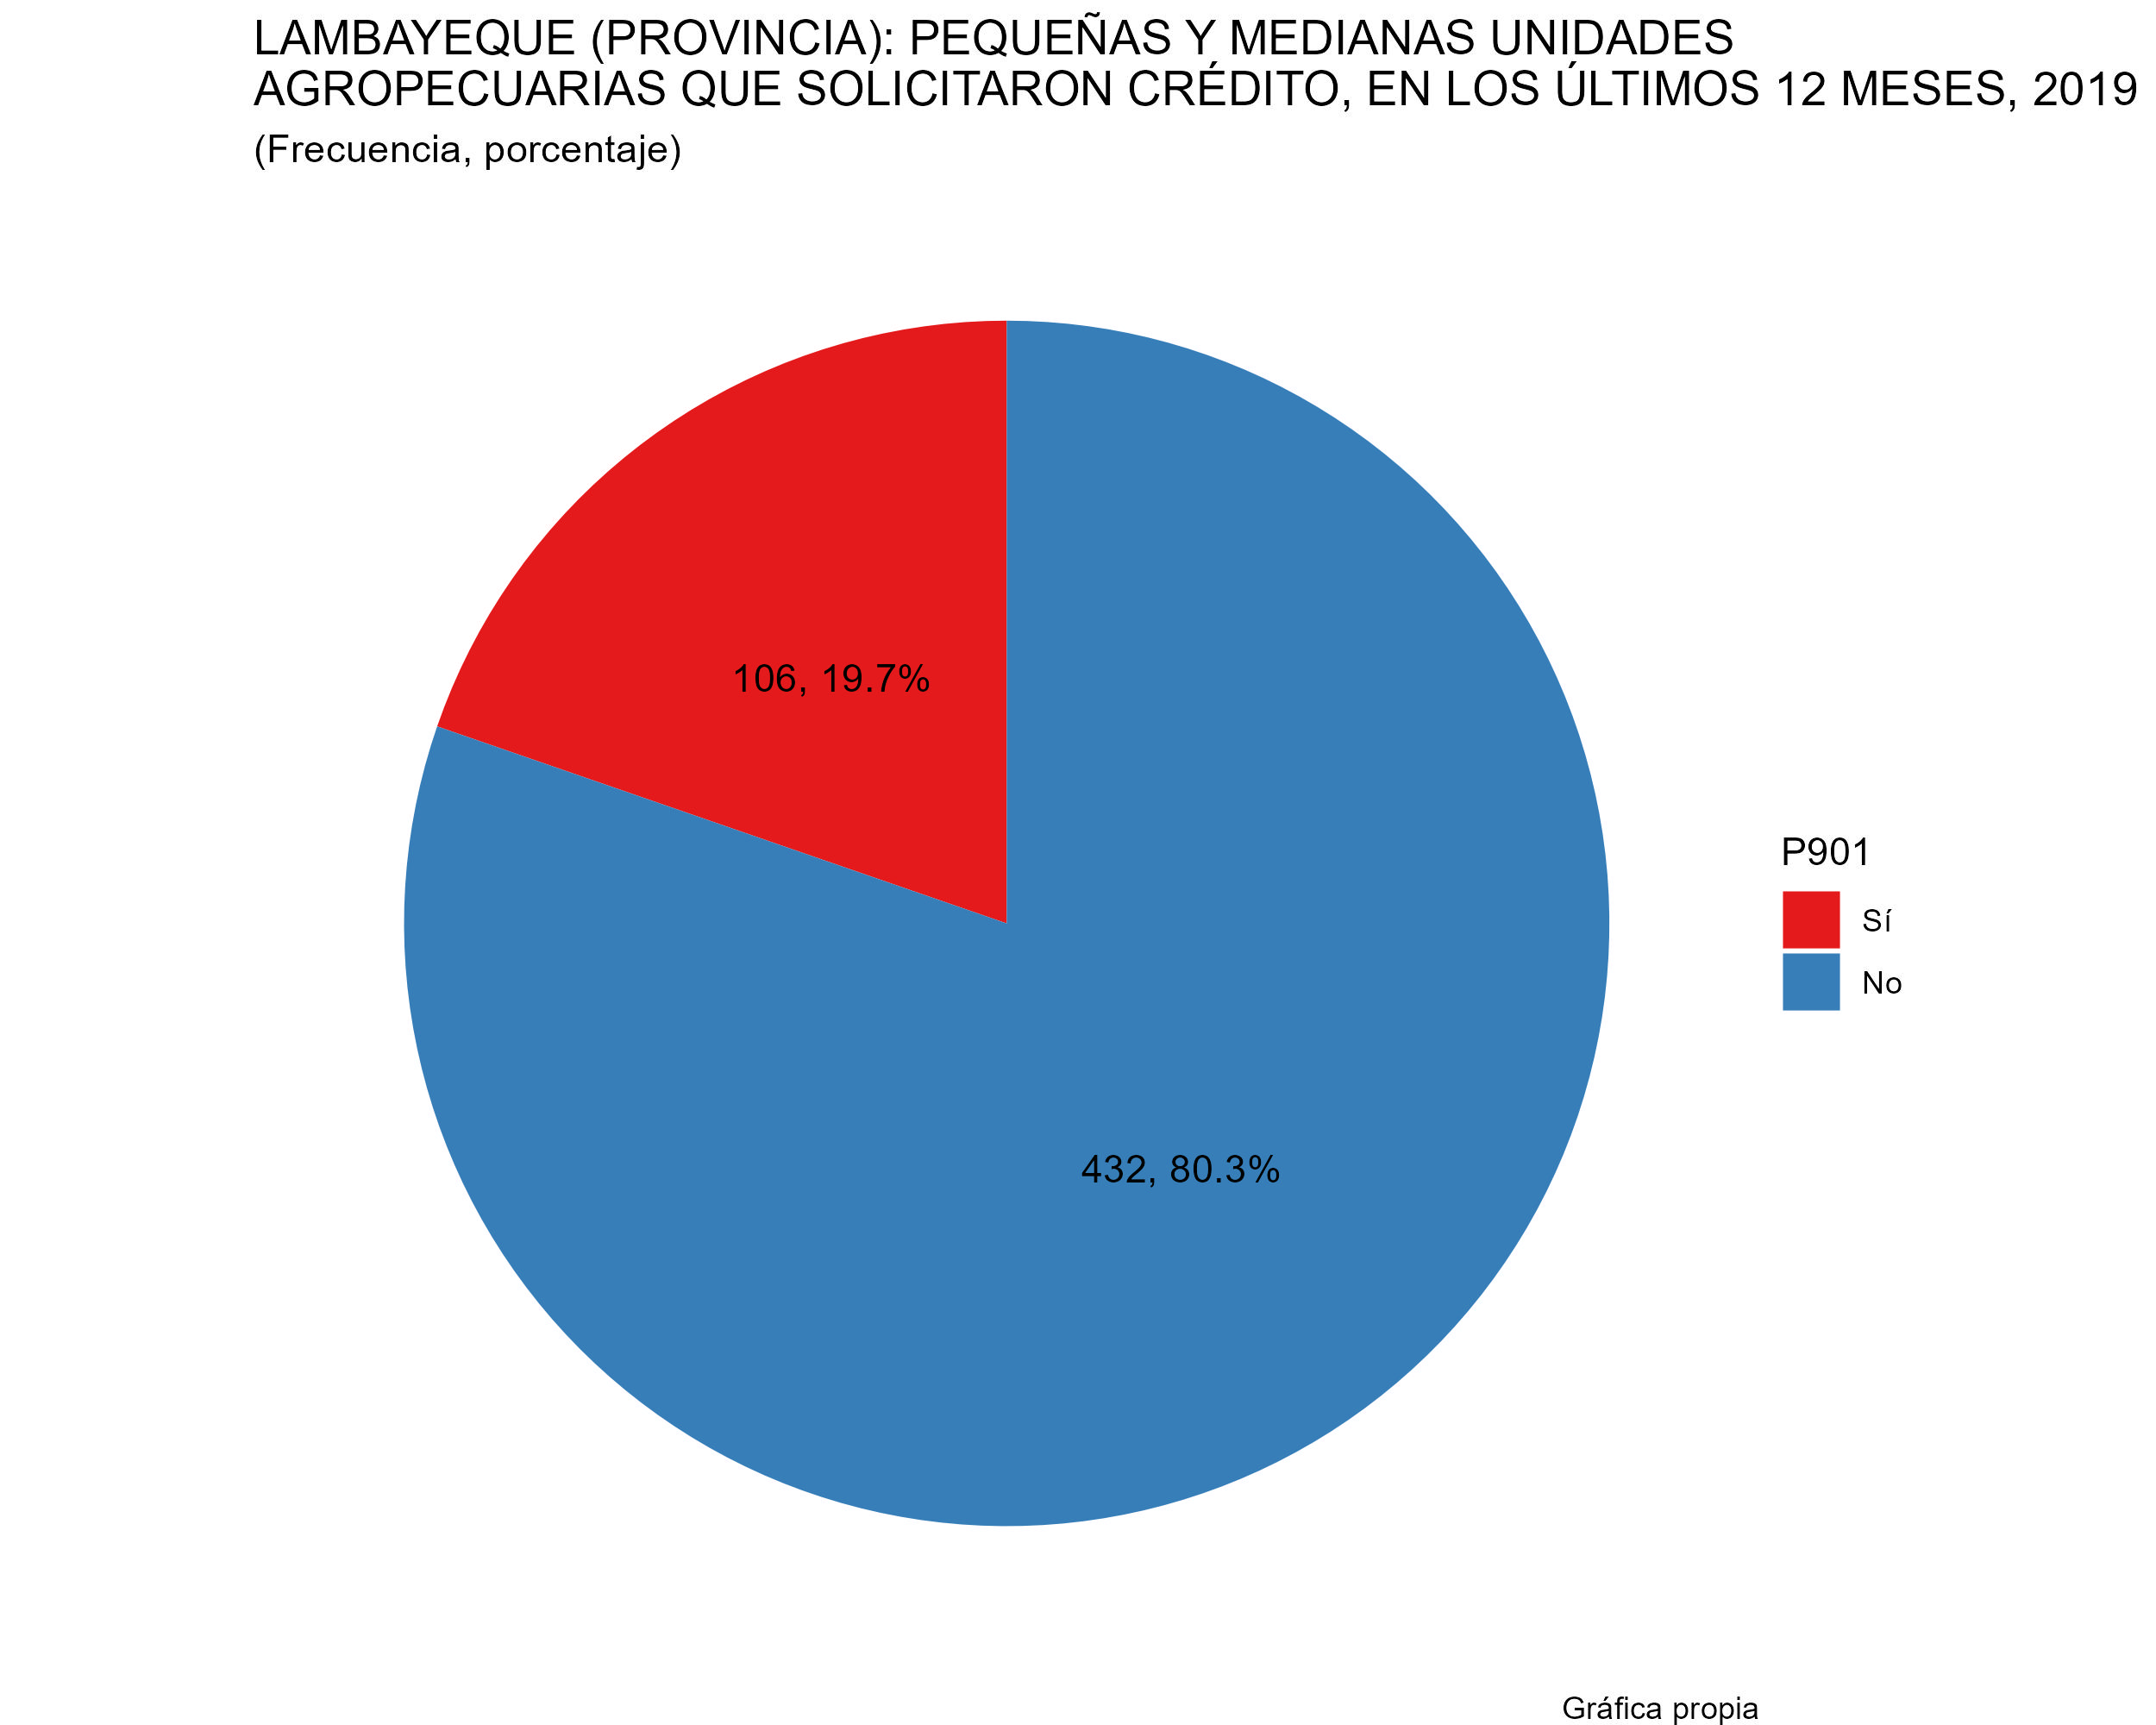 LAMBAYEQUE (PROVINCIA): PEQUEÑAS Y MEDIANAS UNIDADES
AGROPECUARIAS QUE SOLICITARON CRÉDITO, EN LOS ÚLTIMOS 12 MESES, 2019
(Frecuencia, porcentaje)
106, 19.7%
432, 80.3%
P901
Sí
No
Gráfica propia